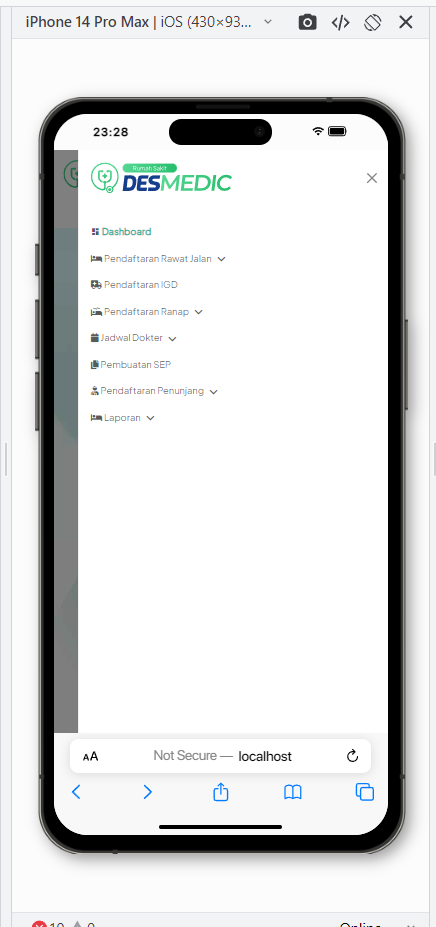 iPhone 14 Pro Max | iOS (430×93...
23:28
Rumah Sakit
DESMEDIC
Dashboard
Pendaftaran Rawat Jalan
Pendaftaran IGD
Pendaftaran Ranap
Jadwal Dokter
Pembuatan SEP
Pendaftaran Penunjang
Laporan
AA
Not Secure — localhost